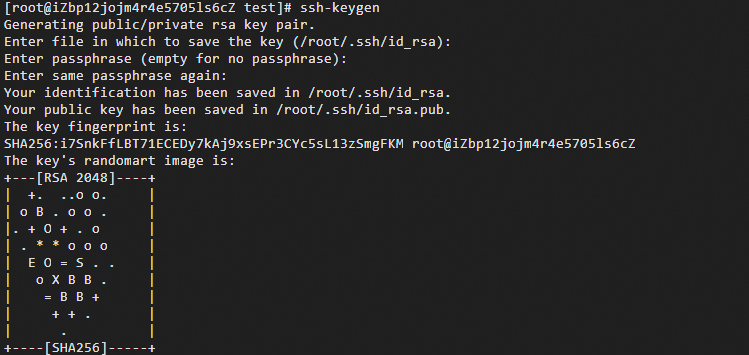 [root@iZbp12jojm4r4e5705ls6cZ test]# ssh-keygen
Generating public/private rsa key pair.
Enter file in which to save the key (/root/.ssh/id_rsa):
Enter passphrase (empty for no passphrase):
Enter same passphrase again:
Your identification has been saved in /root/.ssh/id_rsa.
Your public key has been saved in /root/.ssh/id_rsa.pub.
The key fingerprint is:
SHA256:i7SnkFfLBT71ECEDy7kAj9xsEPr3CYc5sL13zSmgFKM root@iZbp12jojm4r4e5705ls6cZ
The key's randomart image is:
+---[RSA 2048]----+
|  +.  ..o o.     |
| o B . o o .     |
|. + O + . o      |
| . * * o o o     |
|  E O = S . .    |
|   o X B B .     |
|    = B B +      |
|     + + .       |
|      .          |
+----[SHA256]-----+